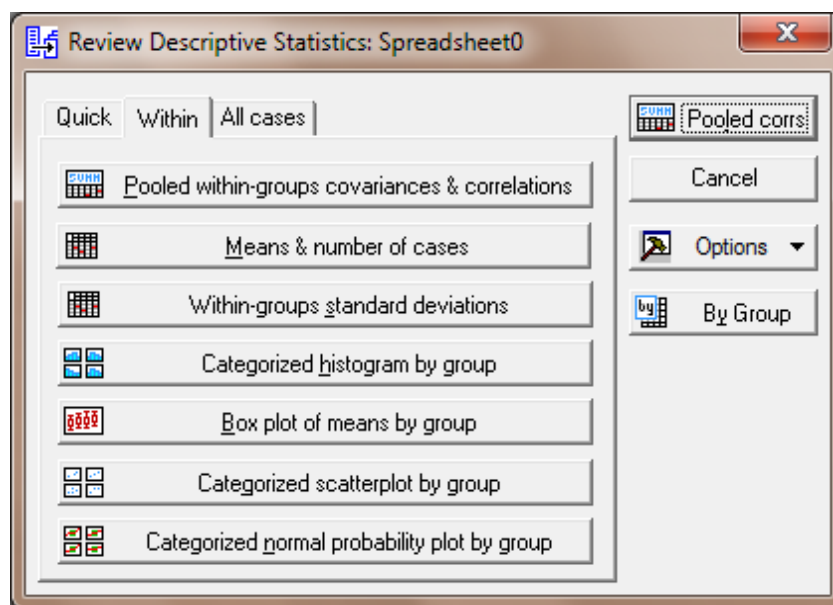 Review Descriptive Statistics: Spreadsheet0
Quick Within All cases
Pooled within-groups covariances & correlations
Means & number of cases
Within-groups standard deviations
Categorized histogram by group
Box plot of means by group
Categorized scatterplot by group
Categorized normal probability plot by group
SUMM Pooled corrs
Cancel
Options
by By Group